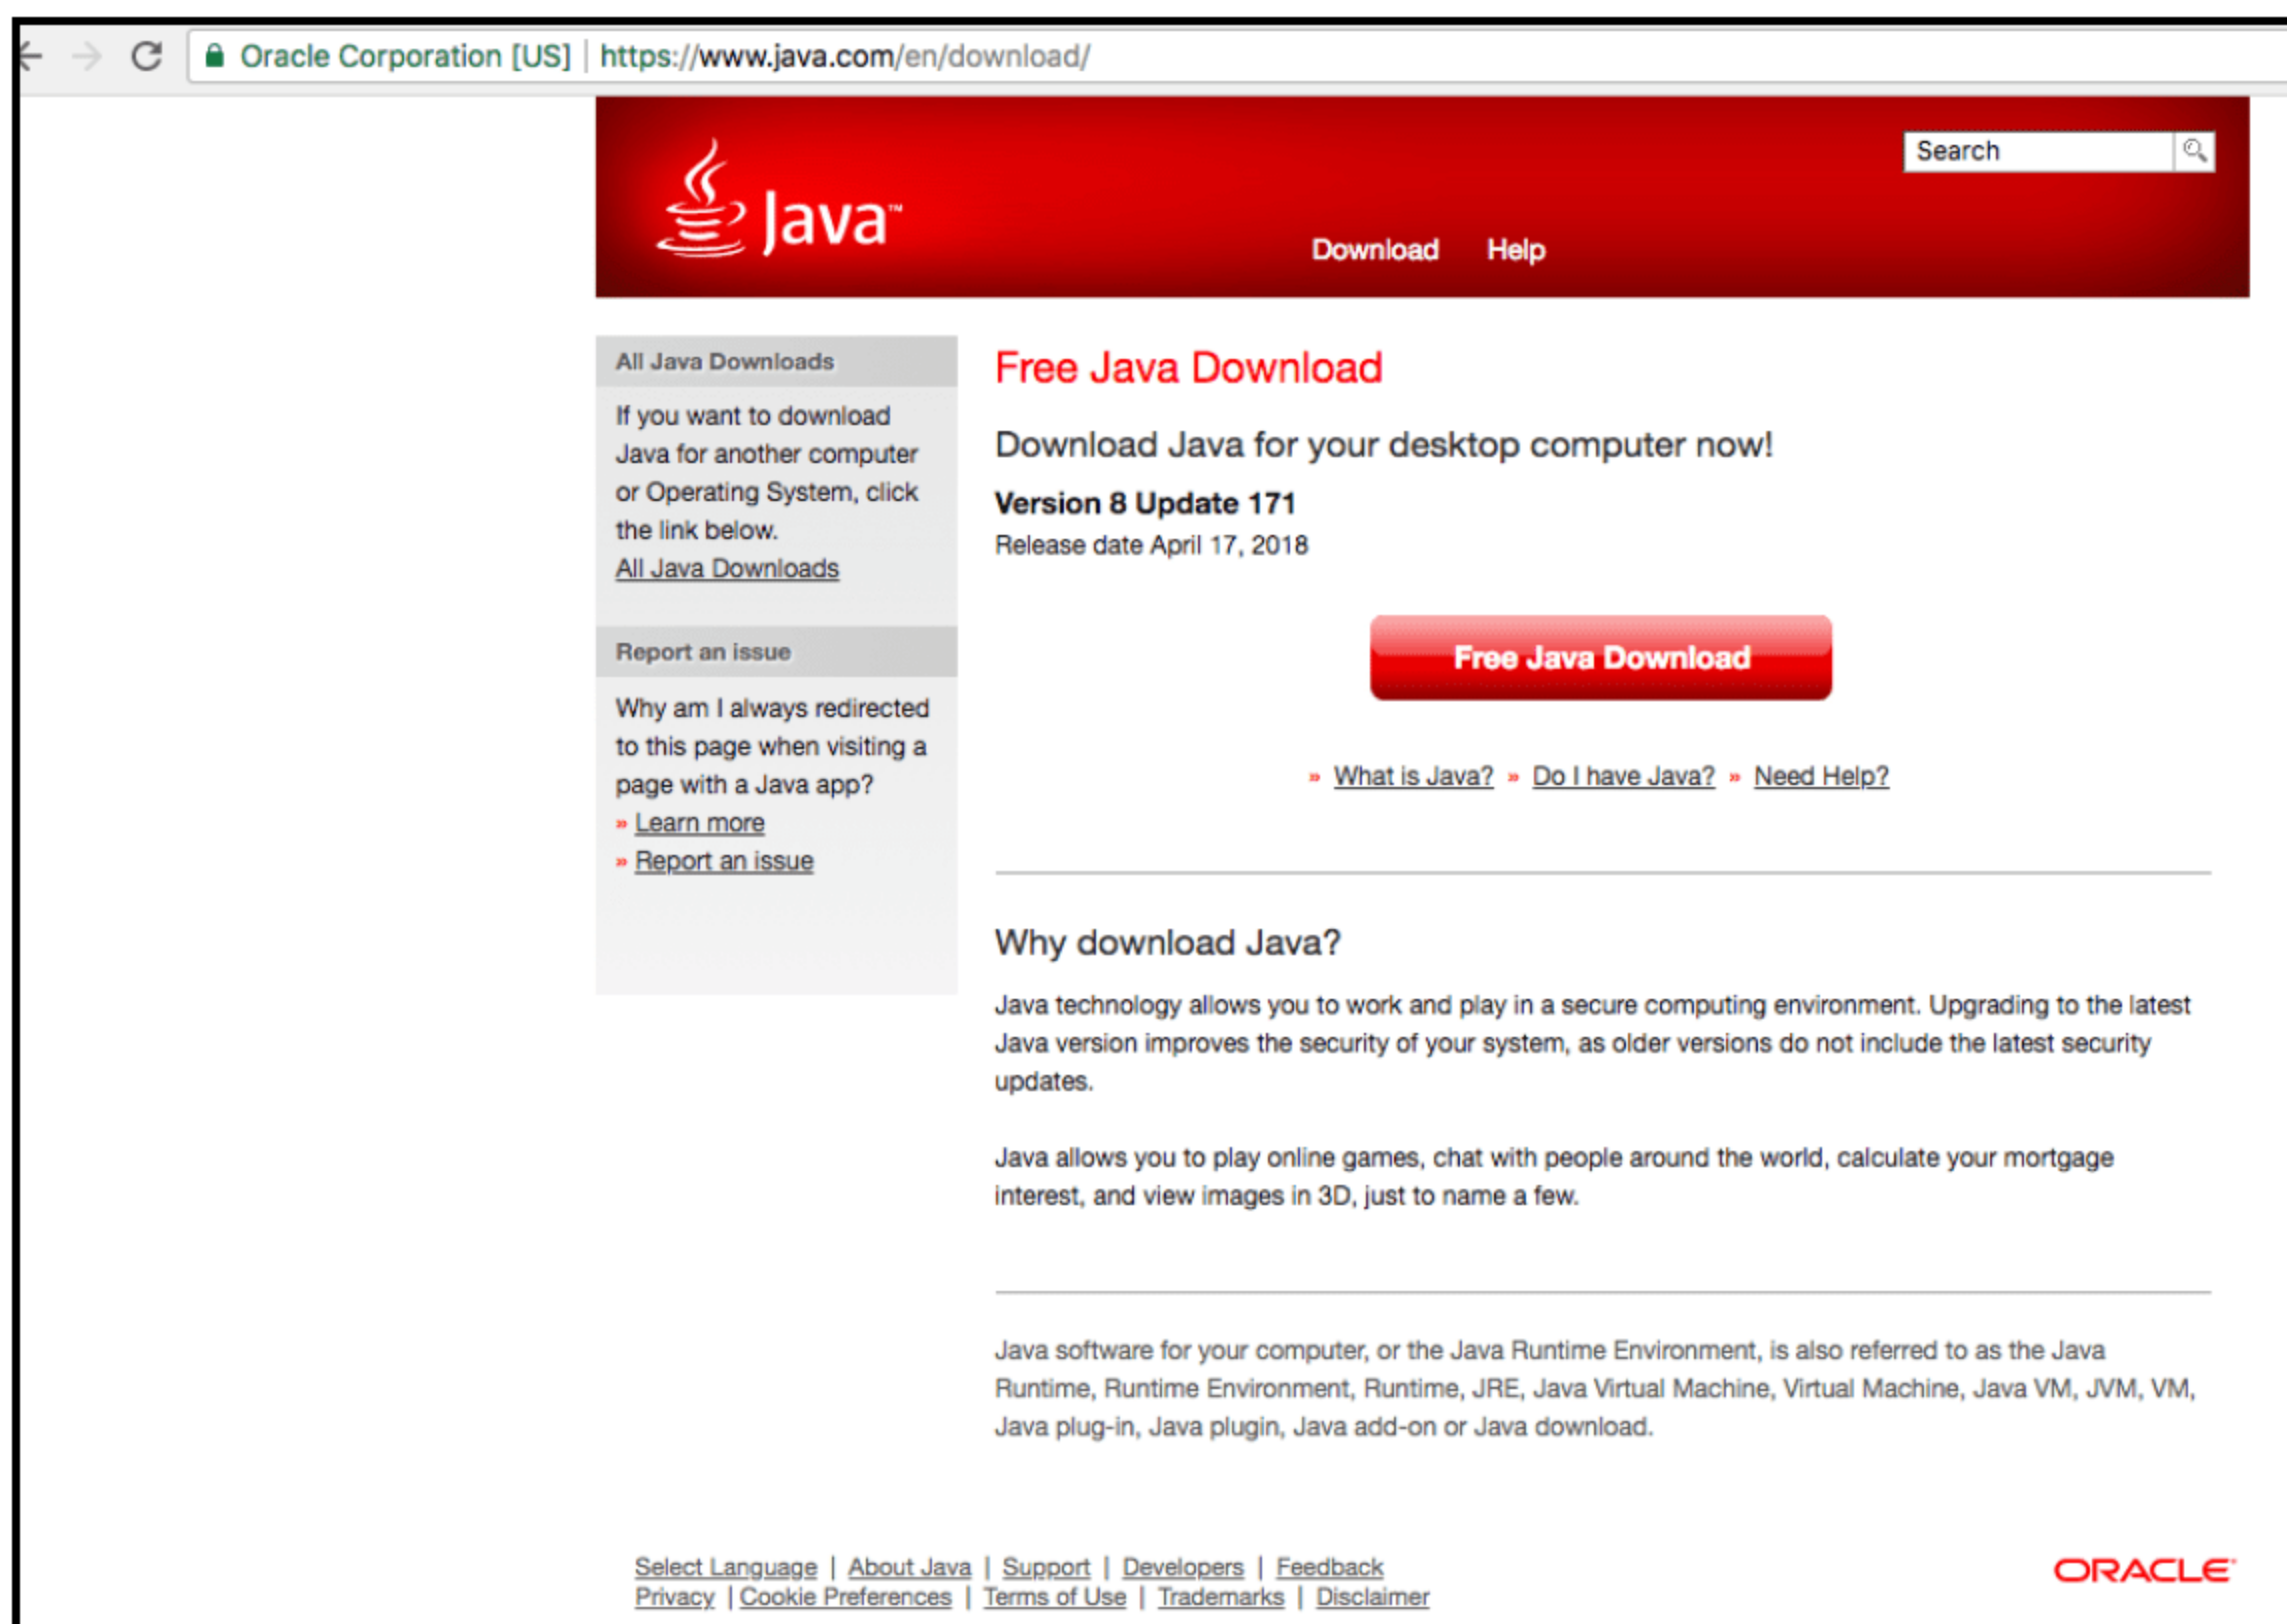 Oracle Corporation [US] | https://www.java.com/en/download/
Search
Java™
Download Help
All Java Downloads
If you want to download
Java for another computer
or Operating System, click
the link below.
All Java Downloads
Report an issue
Why am I always redirected
to this page when visiting a
page with a Java app?
» Learn more
» Report an issue
Free Java Download
Download Java for your desktop computer now!
Version 8 Update 171
Release date April 17, 2018
Free Java Download
» What is Java? » Do I have Java? » Need Help?
Why download Java?
Java technology allows you to work and play in a secure computing environment. Upgrading to the latest
Java version improves the security of your system, as older versions do not include the latest security
updates.
Java allows you to play online games, chat with people around the world, calculate your mortgage
interest, and view images in 3D, just to name a few.
Java software for your computer, or the Java Runtime Environment, is also referred to as the Java
Runtime, Runtime Environment, Runtime, JRE, Java Virtual Machine, Virtual Machine, Java VM, JVM, VM,
Java plug-in, Java plugin, Java add-on or Java download.
Select Language | About Java | Support | Developers | Feedback
Privacy | Cookie Preferences | Terms of Use | Trademarks | Disclaimer
ORACLE